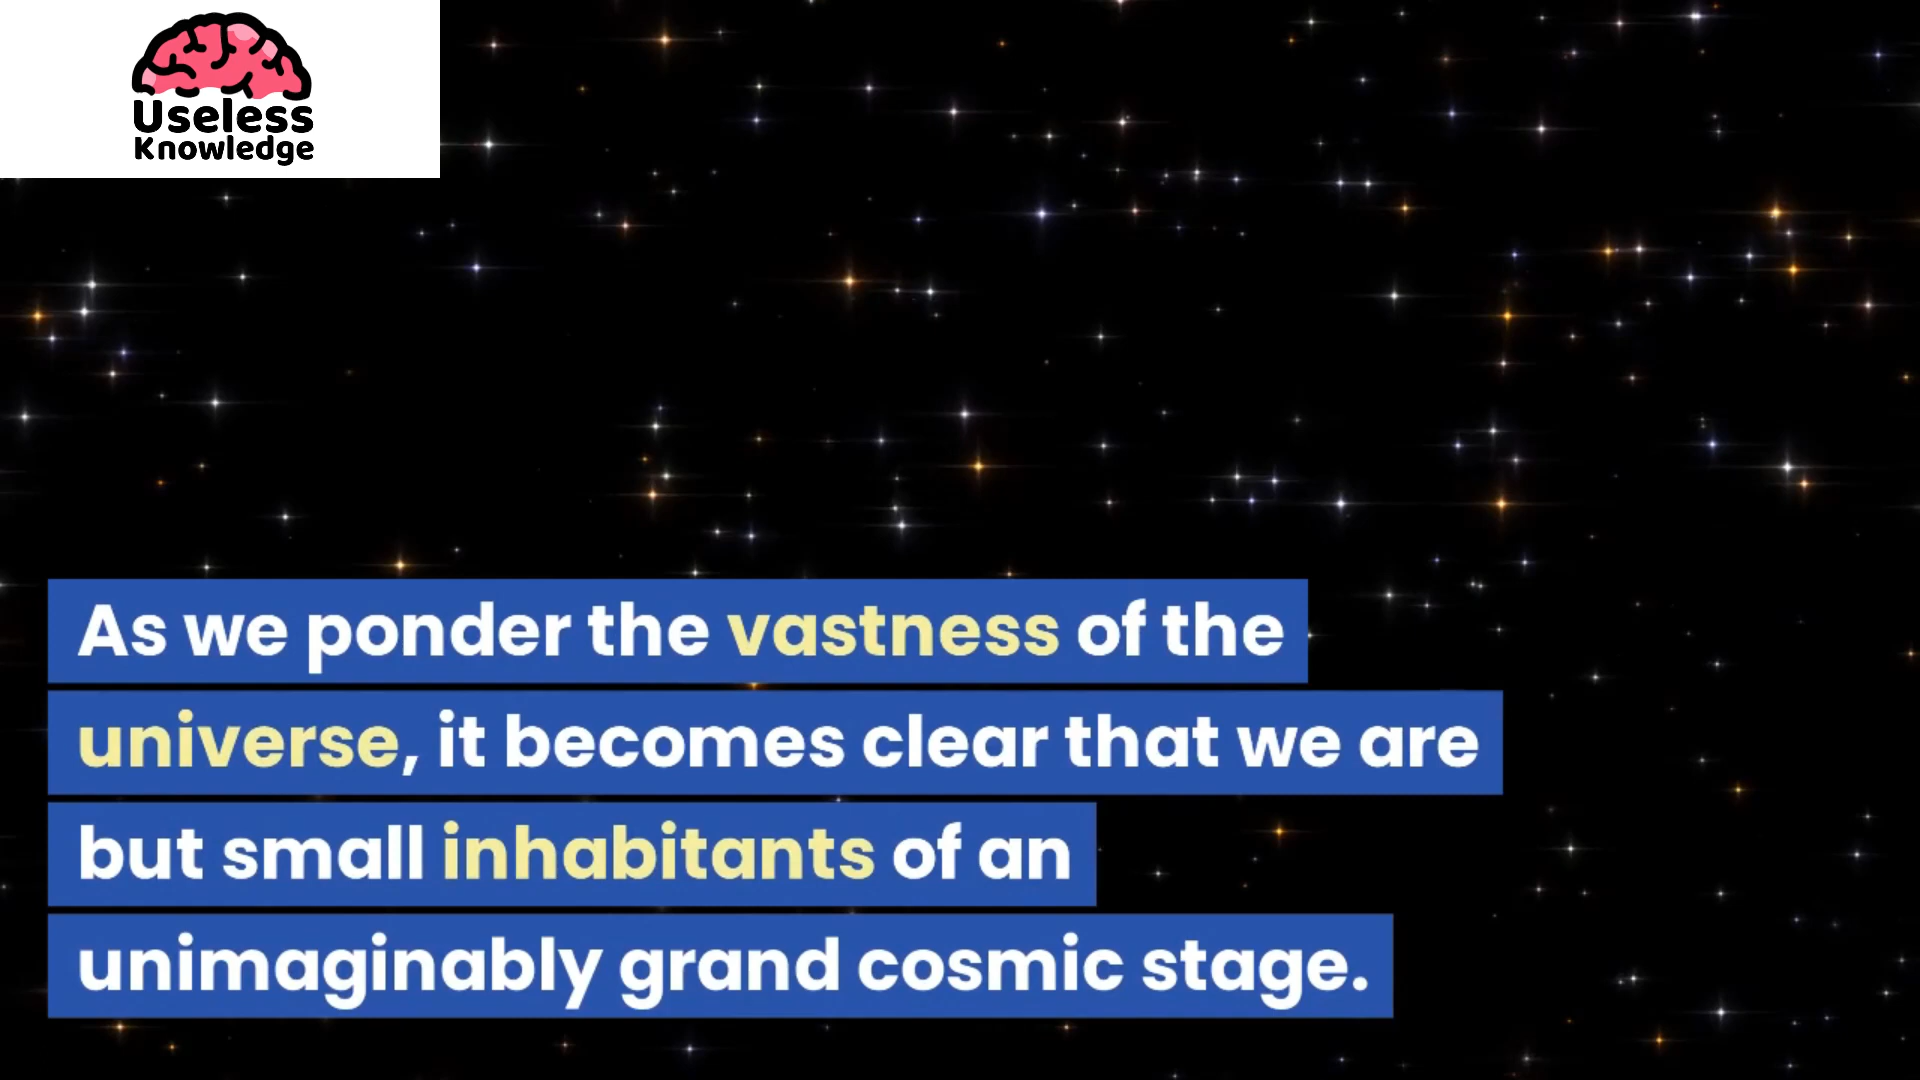 Useless
Knowledge
As we ponder the vastness of the
universe, it becomes clear that we are
but small inhabitants of an
unimaginably grand cosmic stage.